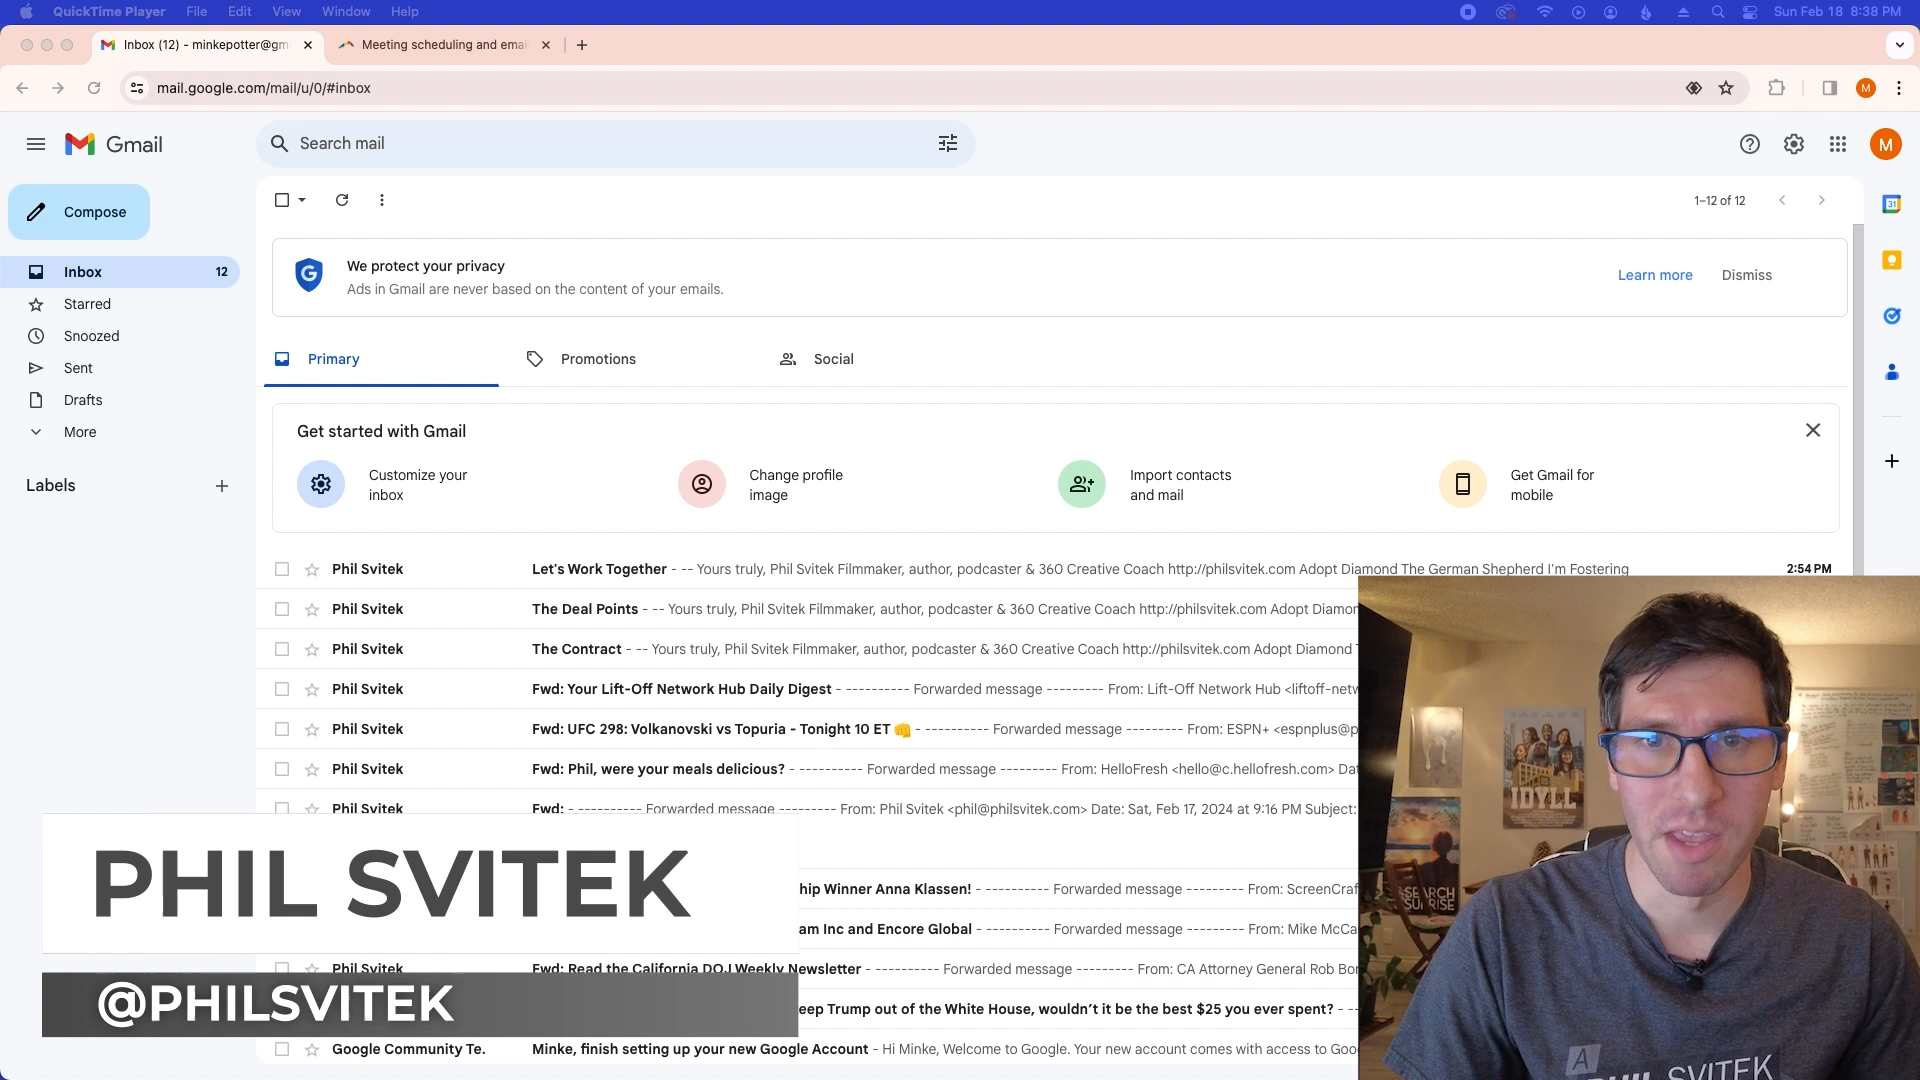 QuickTime Player File Edit View Window Help Sun Feb 18 8:38 PM
Inbox (12) - minkepotter@gm Meeting scheduling and emai
mail.google.com/mail/u/0/#inbox M
Gmail Search mail M
1–12 of 12
Compose
Inbox 12
Starred
Snoozed
Sent
Drafts
More
Labels
31
We protect your privacy
Ads in Gmail are never based on the content of your emails.
Learn more Dismiss
Primary Promotions Social
Get started with Gmail
Customize your
inbox
Change profile
image
Import contacts
and mail
Get Gmail for
mobile
Phil Svitek Let's Work Together - -- Yours truly, Phil Svitek Filmmaker, author, podcaster & 360 Creative Coach http://philsvitek.com Adopt Diamond The German Shepherd I'm Fostering 2:54 PM
Phil Svitek The Deal Points - -- Yours truly, Phil Svitek Filmmaker, author, podcaster & 360 Creative Coach http://philsvitek.com Adopt Diamon
Phil Svitek The Contract - -- Yours truly, Phil Svitek Filmmaker, author, podcaster & 360 Creative Coach http://philsvitek.com Adopt Diamond
Phil Svitek Fwd: Your Lift-Off Network Hub Daily Digest - ---------- Forwarded message --------- From: Lift-Off Network Hub <liftoff-netw
Phil Svitek Fwd: UFC 298: Volkanovski vs Topuria - Tonight 10 ET 👊 - ---------- Forwarded message --------- From: ESPN+ <espnplus@p
Phil Svitek Fwd: Phil, were your meals delicious? - ---------- Forwarded message --------- From: HelloFresh <hello@c.hellofresh.com> Dat
Phil Svitek Fwd: - ---------- Forwarded message --------- From: Phil Svitek <phil@philsvitek.com> Date: Sat, Feb 17, 2024 at 9:16 PM Subject:
hip Winner Anna Klassen! - ---------- Forwarded message --------- From: ScreenCraf
am Inc and Encore Global - ---------- Forwarded message --------- From: Mike McCa
Phil Svitek Fwd: Read the California DOJ Weekly Newsletter - ---------- Forwarded message --------- From: CA Attorney General Rob Bon
eep Trump out of the White House, wouldn't it be the best $25 you ever spent? - --
Google Community Te. Minke, finish setting up your new Google Account - Hi Minke, Welcome to Google. Your new account comes with access to Goo
PHIL SVITEK
@PHILSVITEK
IDYLL
SEARCH
SUNRISE
A
PHIL SVITEK